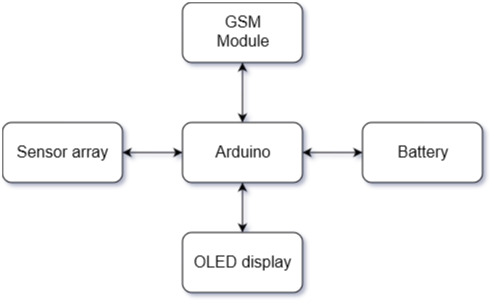 GSM
Module
Sensor array
Arduino
Battery
OLED display